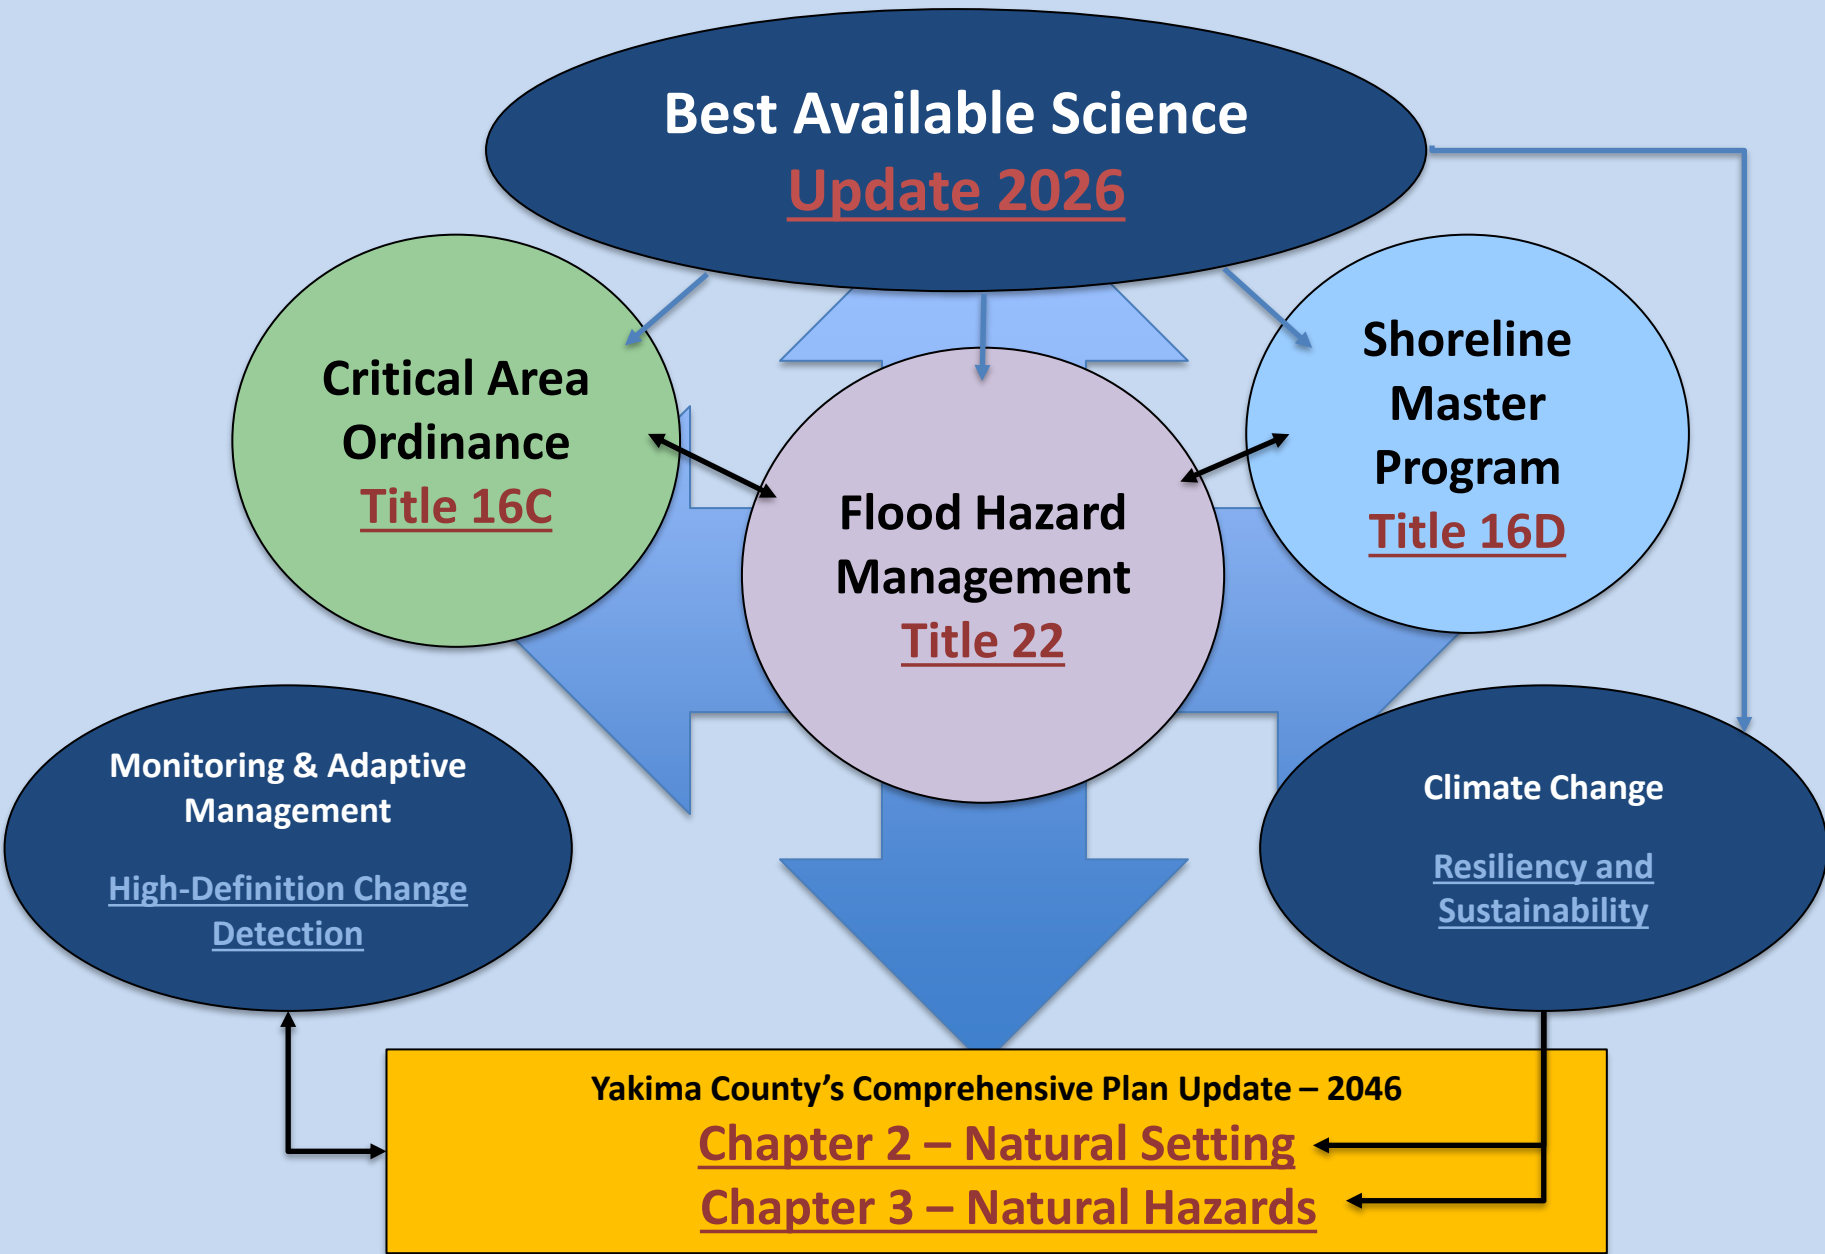 Best Available Science
Update 2026
Critical Area
Ordinance
Title 16C
Flood Hazard
Management
Title 22
Shoreline
Master
Program
Title 16D
Monitoring & Adaptive
Management
High-Definition Change
Detection
Climate Change
Resiliency and
Sustainability
Yakima County’s Comprehensive Plan Update – 2046
Chapter 2 – Natural Setting
Chapter 3 – Natural Hazards